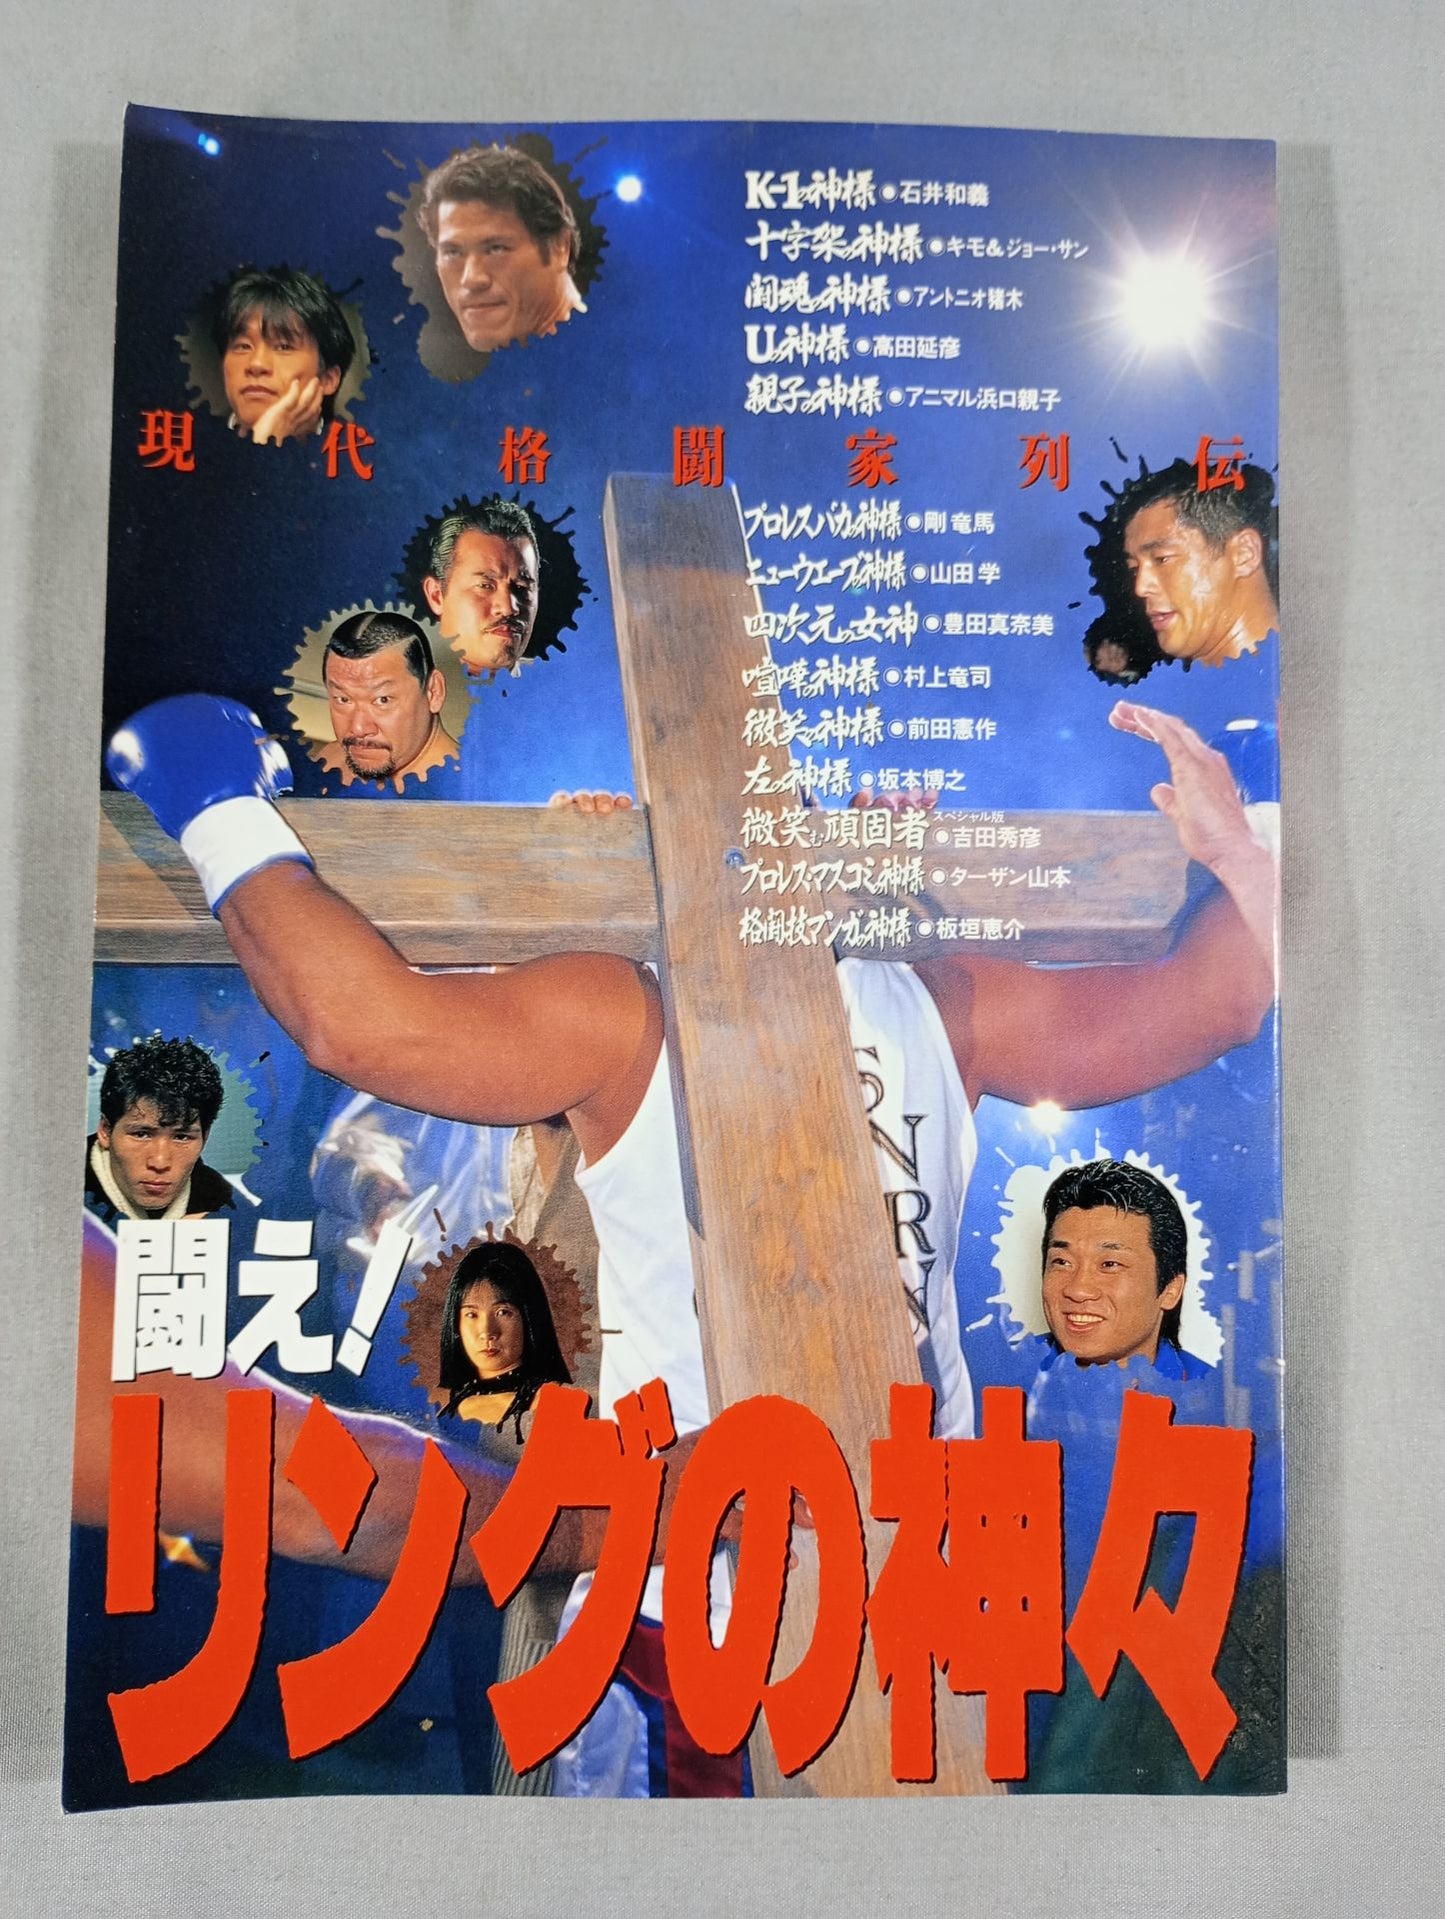 K-1の神様●石井和義
十字架の神様●キモ&ジョー・サン
闘魂の神様●アントニオ猪木
Uの神様●高田延彦
親子の神様●アニマル浜口親子
現代格闘家列伝
プロレスバカの神様●剛 竜馬
ニューウエーブの神様●山田 学
四次元の女神●豊田真奈美
喧嘩の神様●村上竜司
微笑の神様●前田憲作
左の神様●坂本博之
スペシャル版
微笑む頑固者●吉田秀彦
プロレス・マスコミの神様●ターザン山本
格闘技マンガの神様●板垣恵介
闘え!
リングの神々